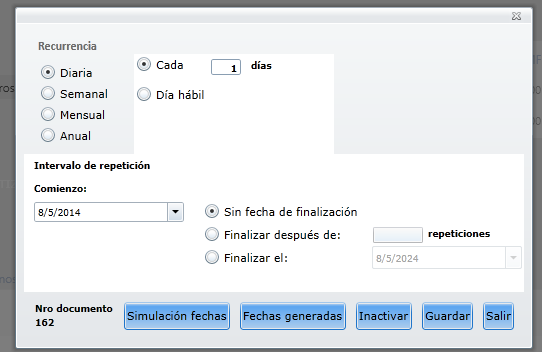 Recurrencia
Diaria
Semanal
Mensual
Anual
Cada 1 días
Día hábil
Intervalo de repetición
Comienzo:
8/5/2014
Sin fecha de finalización
Finalizar después de: repeticiones
Finalizar el: 8/5/2024
Nro documento
162
Simulación fechas
Fechas generadas
Inactivar
Guardar
Salir